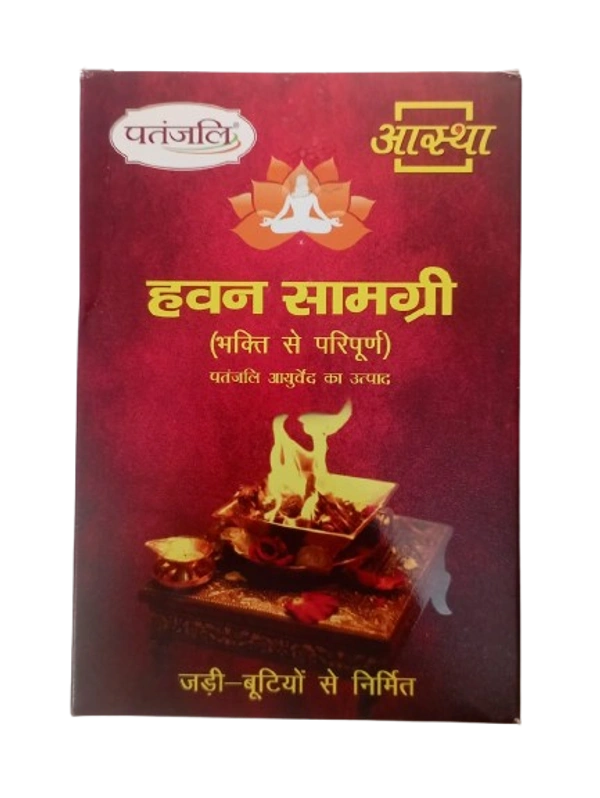 पतंजलि
आस्था
हवन सामग्री
(भक्ति से परिपूर्ण)
पतंजलि आयुर्वेद का उत्पाद
जड़ी-बूटियों से निर्मित